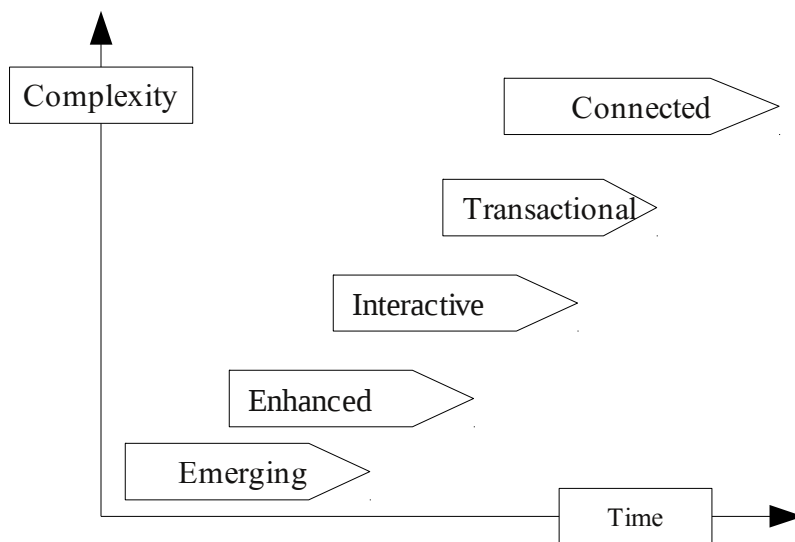 Complexity
Connected
Transactional
Interactive
Enhanced
Emerging
Time